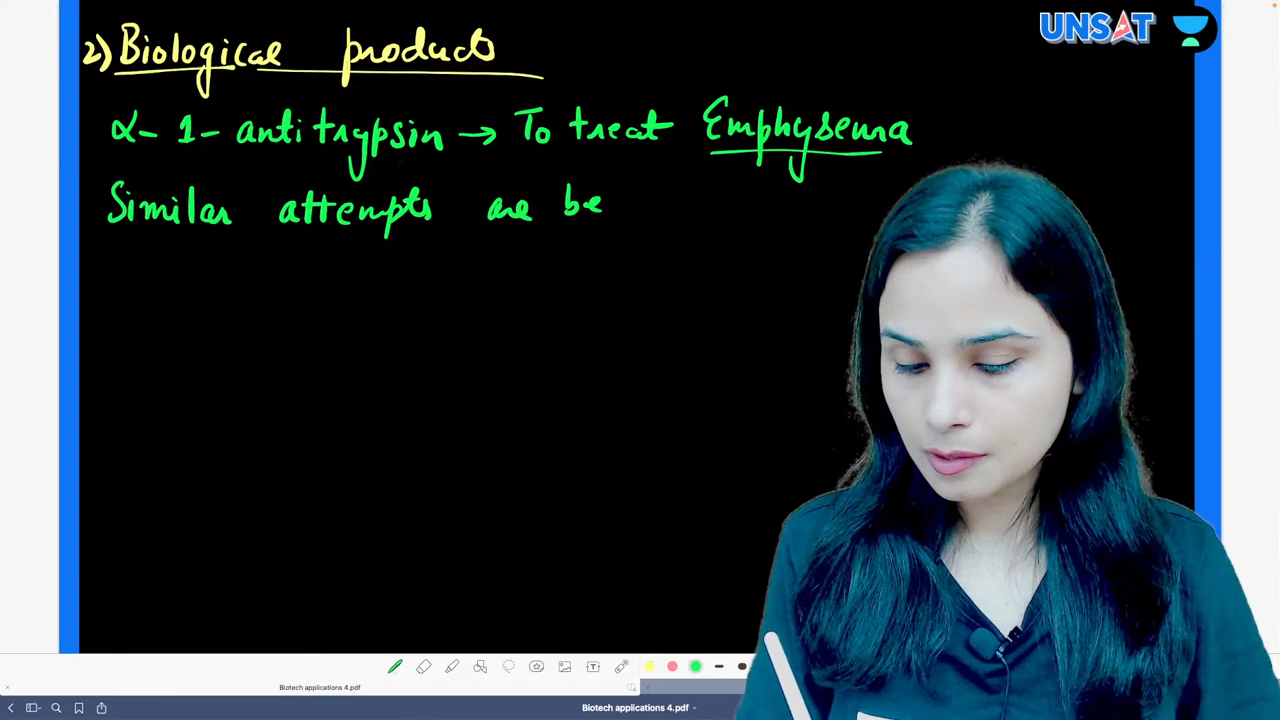 UNSAT
2) Biological products
α-1-antitrypsin → To treat Emphysema
Similar attempts are be
Biotech applications 4.pdf
Biotech applications 4.pdf